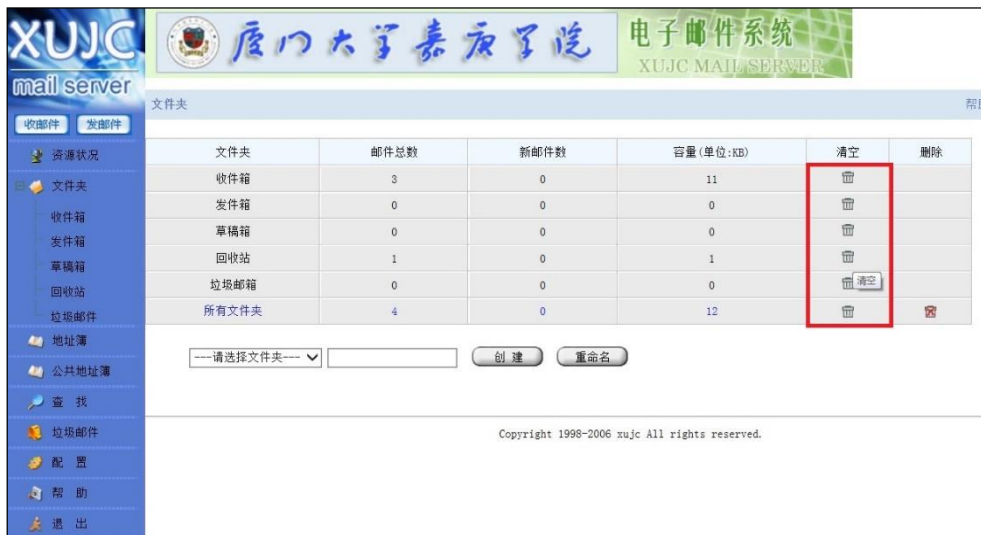 XUJC
mail server
收邮件 发邮件
资源状况
文件夹
收件箱
发件箱
草稿箱
回收站
垃圾邮件
地址簿
公共地址簿
查 找
垃圾邮件
配 置
帮 助
退 出
厦门大学嘉庚学院
电子邮件系统
XUJC MAIL SERVER
文件夹
文件夹 邮件总数 新邮件数 容量(单位:KB) 清空 删除
收件箱 3 0 11
发件箱 0 0 0
草稿箱 0 0 0
回收站 1 0 1
垃圾邮箱 0 0 0
清空
所有文件夹 4 0 12
---请选择文件夹--- 创 建 重命名
Copyright 1998-2006 xujc All rights reserved.